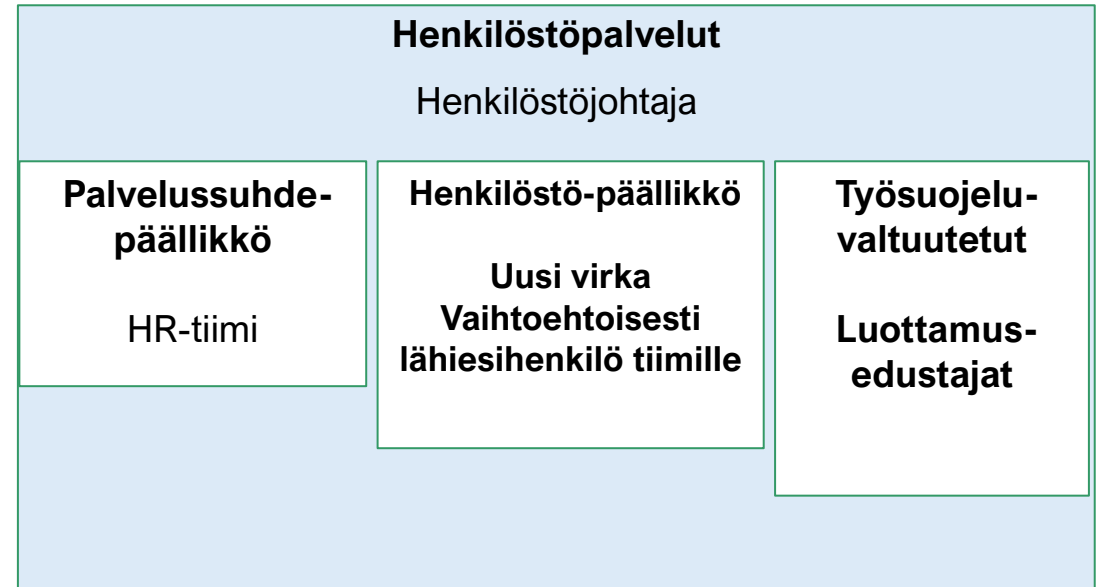 Henkilöstöpalvelut
Henkilöstöjohtaja
Palvelussuhde-
päällikkö
HR-tiimi
Henkilöstö-päällikkö
Uusi virka
Vaihtoehtoisesti
lähiesihenkilö tiimille
Työsuojelu-
valtuutetut
Luottamus-
edustajat